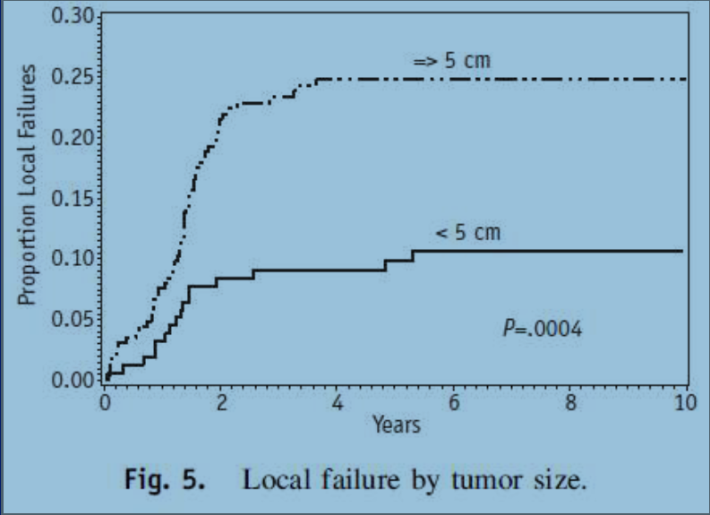 0.30
0.25
0.20
0.15
0.10
0.05
0.00
Proportion Local Failures
=> 5 cm
< 5 cm
P=.0004
0 2 4 6 8 10
Years
Fig. 5. Local failure by tumor size.